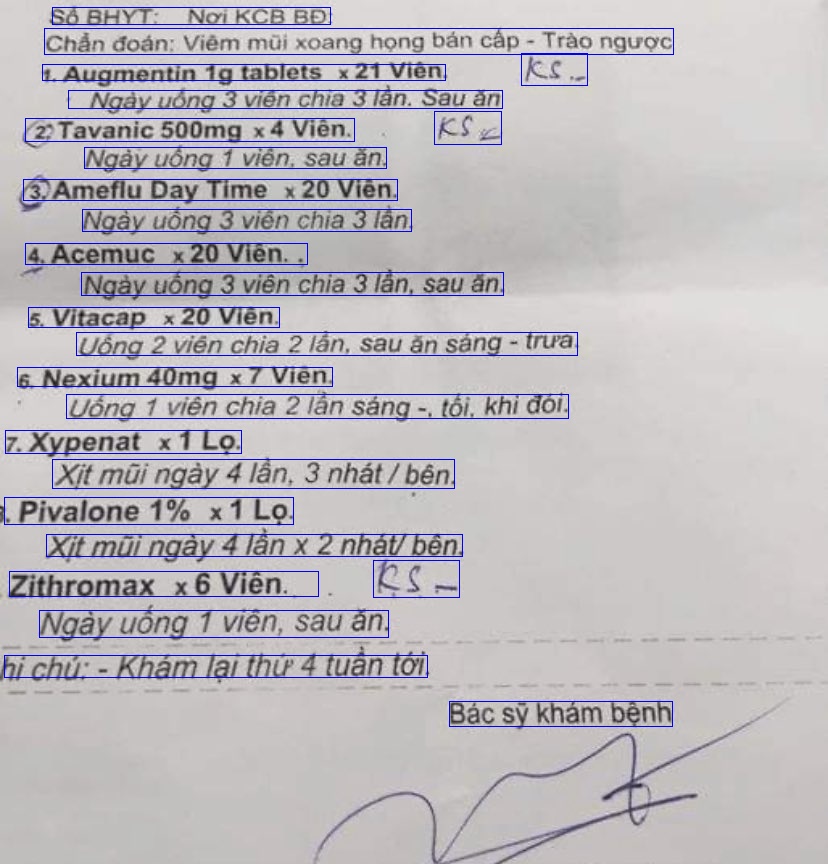 Số BHYT: Nơi KCB BĐ:
Chẩn đoán: Viêm mũi xoang họng bán cấp - Trào ngược
1. Augmentin 1g tablets x 21 Viên. KS
Ngày uống 3 viên chia 3 lần. Sau ăn
2. Tavanic 500mg x 4 Viên. KS
Ngày uống 1 viên, sau ăn.
3. Ameflu Day Time x 20 Viên.
Ngày uống 3 viên chia 3 lần.
4. Acemuc x 20 Viên. .
Ngày uống 3 viên chia 3 lần, sau ăn.
5. Vitacap x 20 Viên.
Uống 2 viên chia 2 lần, sau ăn sáng - trưa.
6. Nexium 40mg x 7 Viên.
Uống 1 viên chia 2 lần sáng -, tối, khi đói.
7. Xypenat x 1 Lọ.
Xịt mũi ngày 4 lần, 3 nhát / bên.
. Pivalone 1% x 1 Lọ.
Xịt mũi ngày 4 lần x 2 nhát/ bên.
Zithromax x 6 Viên. . KS
Ngày uống 1 viên, sau ăn.
hi chú: - Khám lại thứ 4 tuần tới.
Bác sỹ khám bệnh